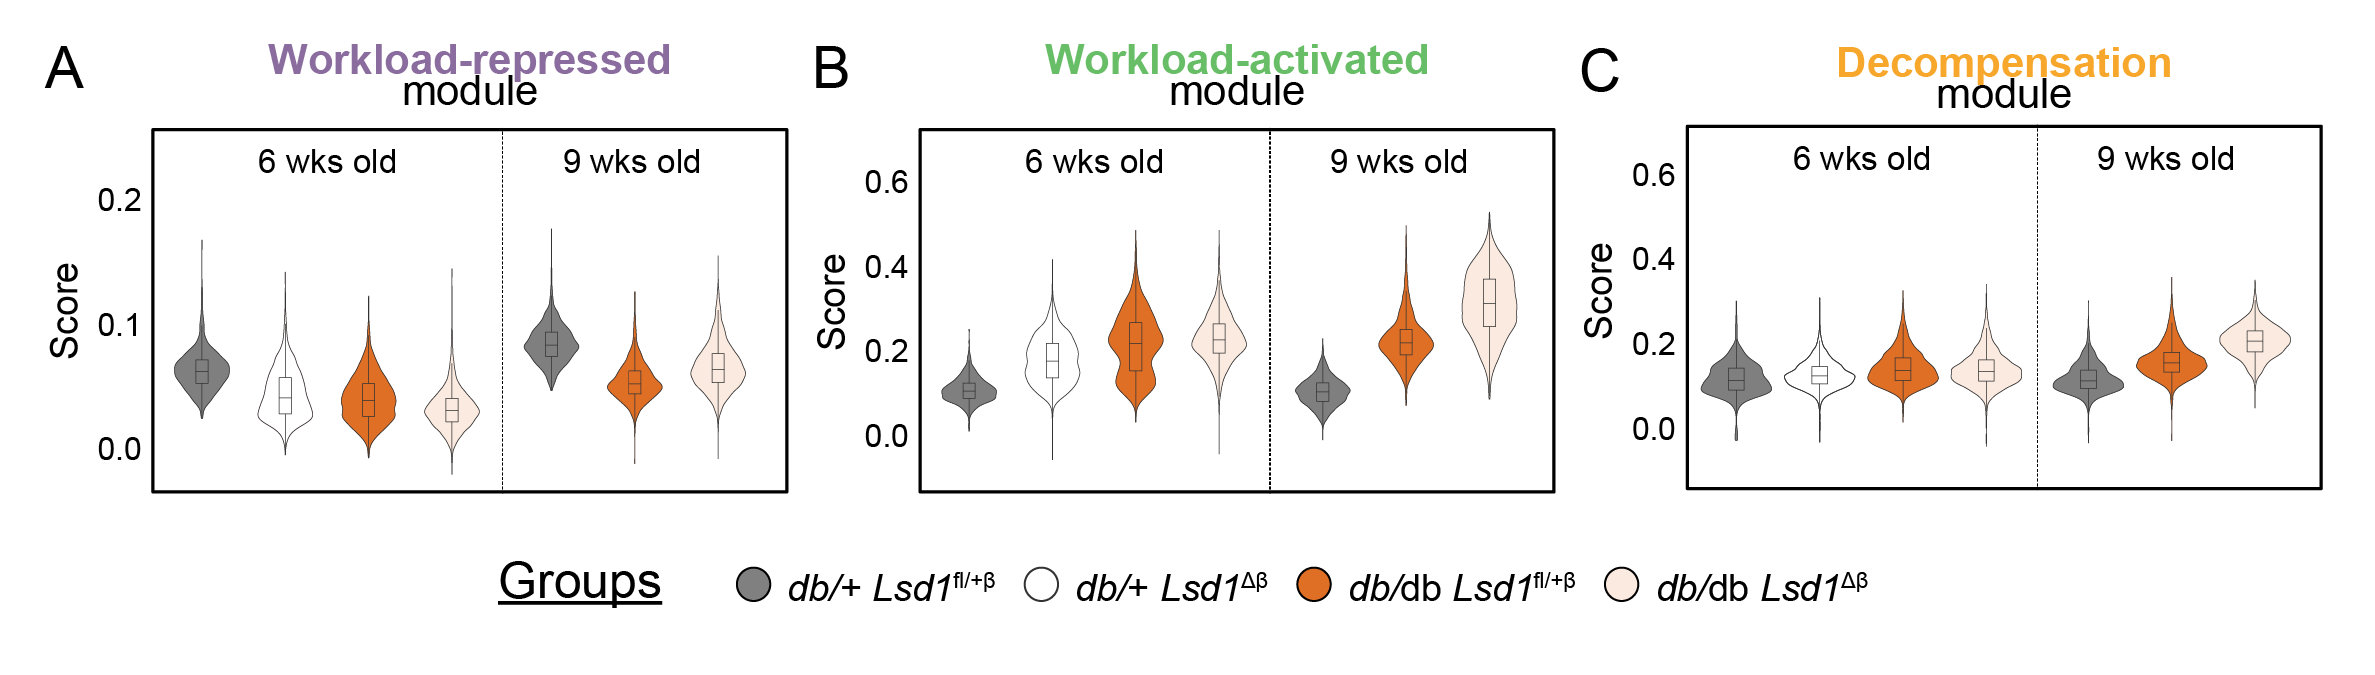 A
Workload-repressed
module
6 wks old
9 wks old
0.2
0.1
0.0
Score
B
Workload-activated
module
6 wks old
9 wks old
0.6
0.4
0.2
0.0
Score
C
Decompensation
module
6 wks old
9 wks old
0.6
0.4
0.2
0.0
Score
Groups db/+ Lsd1fl/+β db/+ Lsd1Δβ db/db Lsd1fl/+β db/db Lsd1Δβ